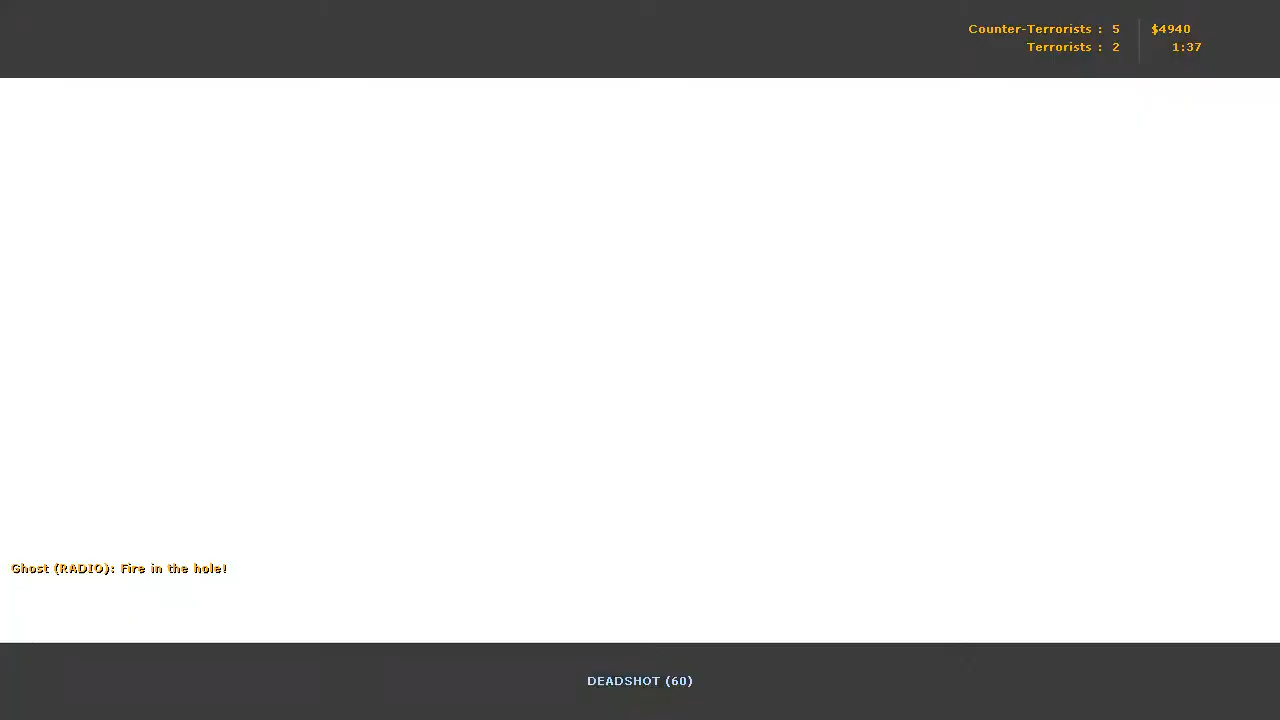 Counter-Terrorists : 5 $4940
Terrorists : 2 1:37
Ghost (RADIO): Fire in the hole!
DEADSHOT (60)